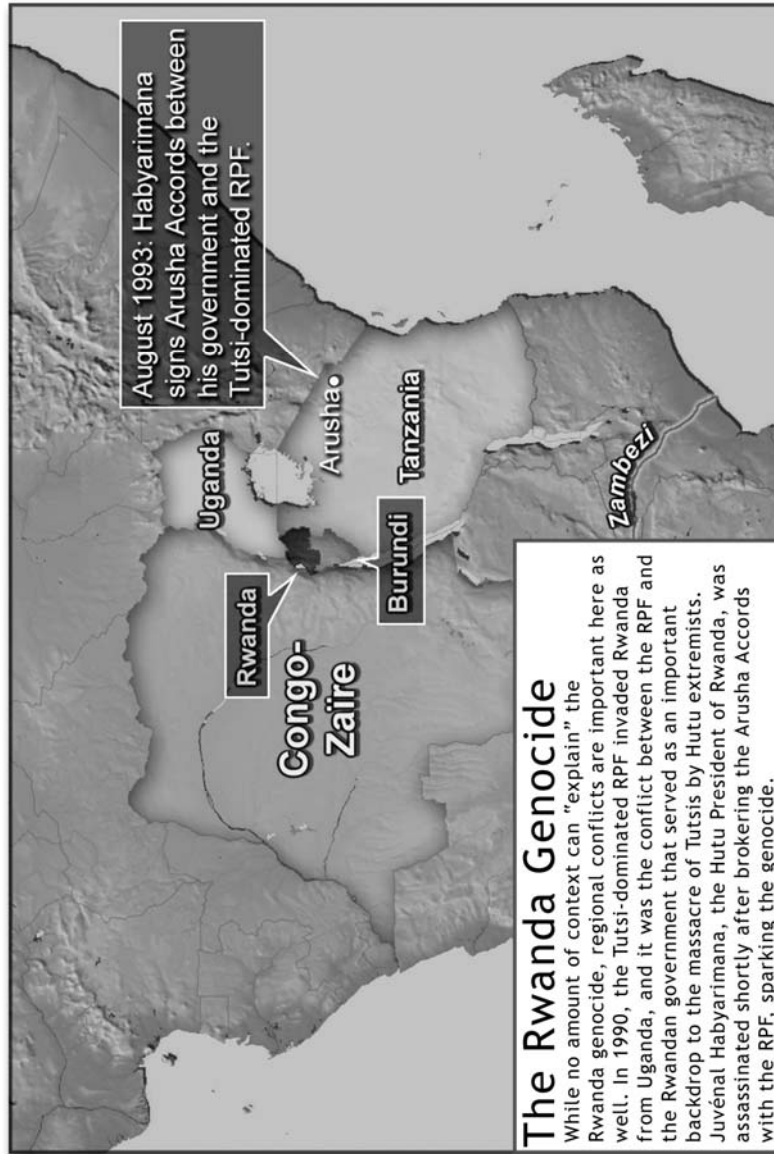 August 1993: Habyarimana
signs Arusha Accords between
his government and the
Tutsi-dominated RPF.
Uganda
Rwanda
Arusha
Congo-
Zaïre
Burundi
Tanzania
Zambezi
The Rwanda Genocide
While no amount of context can "explain" the
Rwanda genocide, regional conflicts are important here as
well. In 1990, the Tutsi-dominated RPF invaded Rwanda
from Uganda, and it was the conflict between the RPF and
the Rwandan government that served as an important
backdrop to the massacre of Tutsis by Hutu extremists.
Juvénal Habyarimana, the Hutu President of Rwanda, was
assassinated shortly after brokering the Arusha Accords
with the RPF, sparking the genocide.